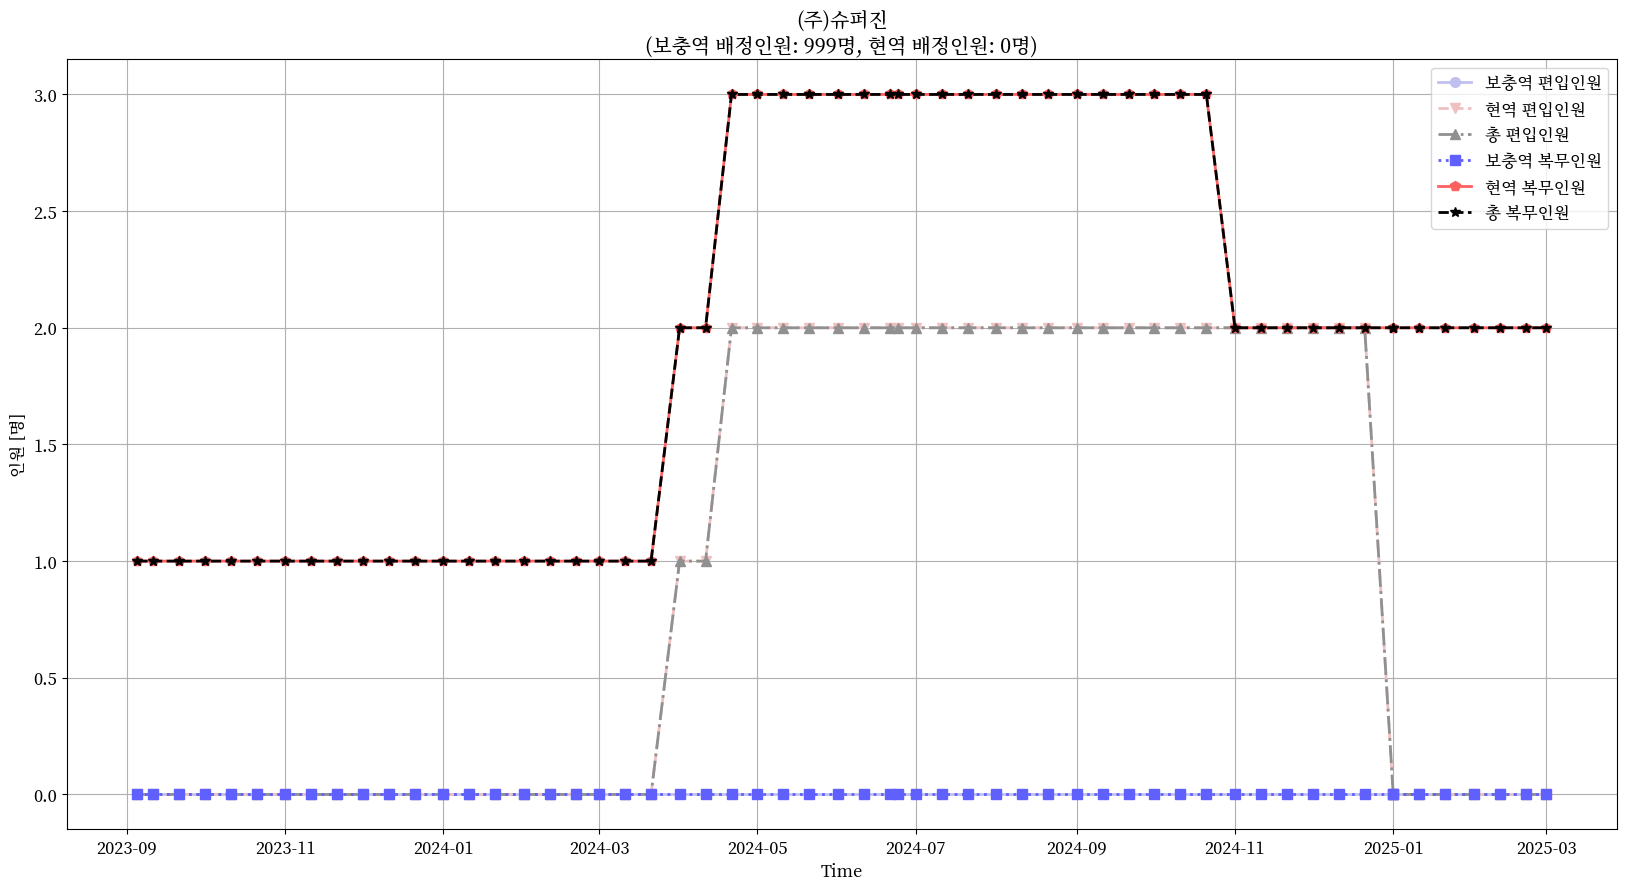 (주)슈퍼진
(보충역 배정인원: 999명, 현역 배정인원: 0명)
보충역 편입인원
현역 편입인원
총 편입인원
보충역 복무인원
현역 복무인원
총 복무인원
인원 [명]
3.0
2.5
2.0
1.5
1.0
0.5
0.0
2023-09 2023-11 2024-01 2024-03 2024-05 2024-07 2024-09 2024-11 2025-01 2025-03
Time